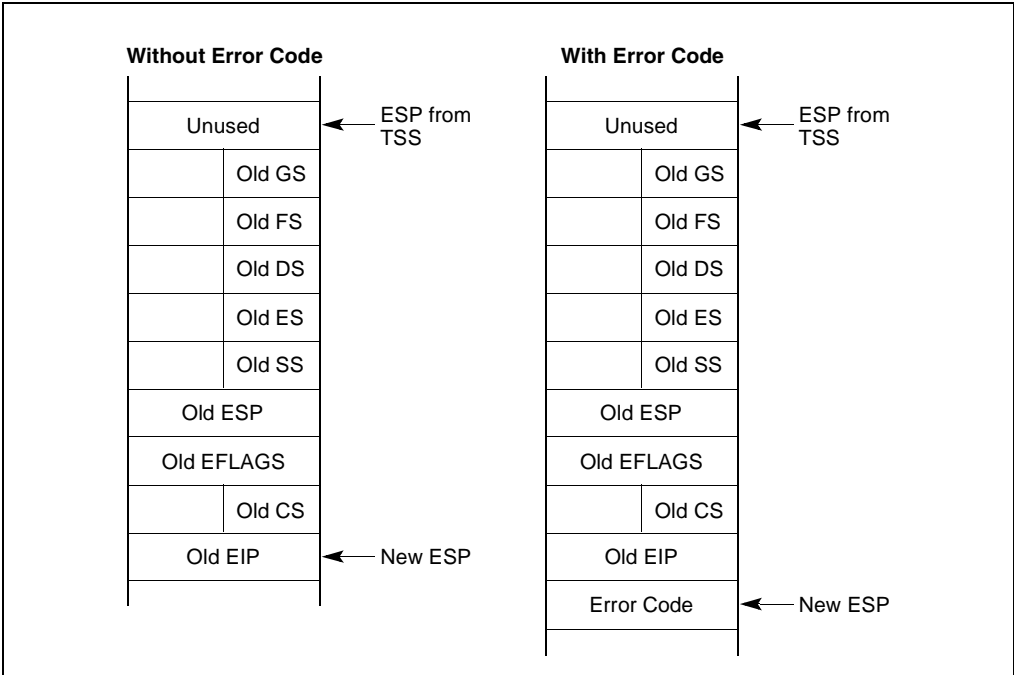 Without Error Code
Unused
ESP from
TSS
Old GS
Old FS
Old DS
Old ES
Old SS
Old ESP
Old EFLAGS
Old CS
Old EIP
New ESP
With Error Code
Unused
ESP from
TSS
Old GS
Old FS
Old DS
Old ES
Old SS
Old ESP
Old EFLAGS
Old CS
Old EIP
Error Code
New ESP